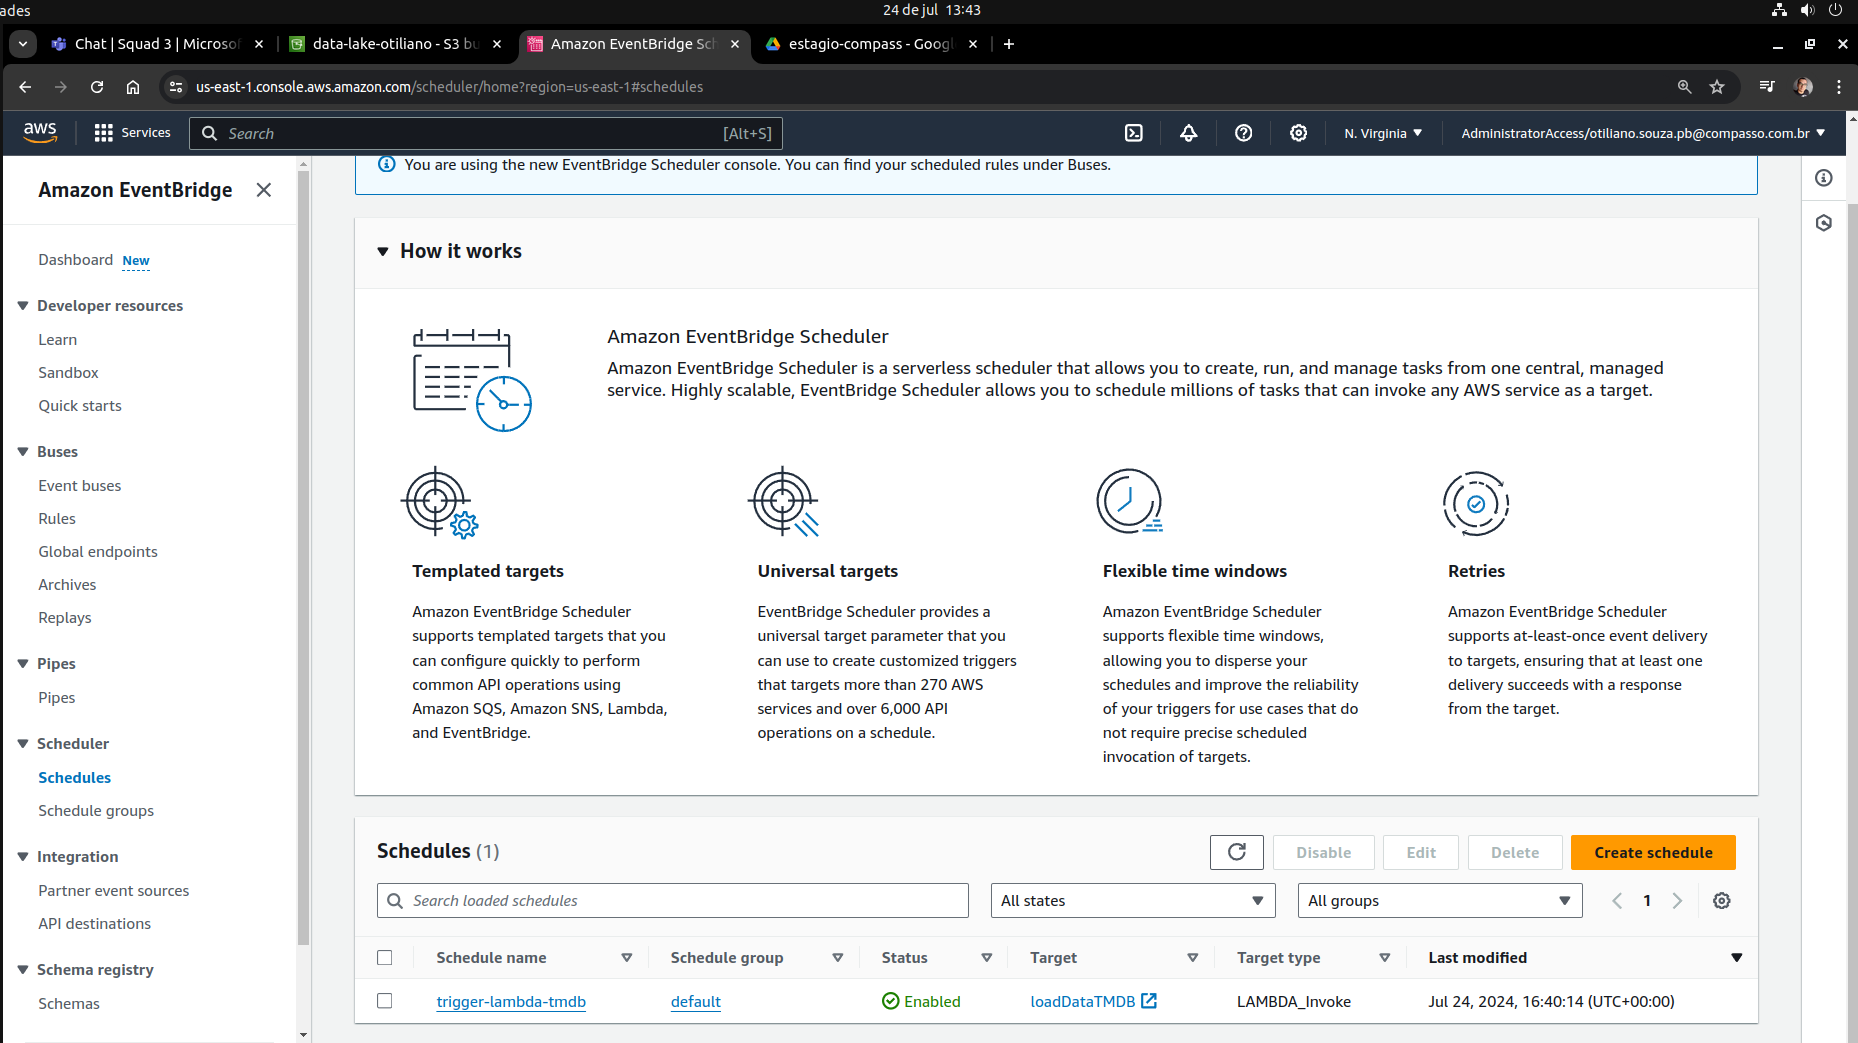 ades
24 de jul 13:43
Chat | Squad 3 | Microsof
data-lake-otiliano - S3 bu
Amazon EventBridge Sch
estagio-compass - Googl
us-east-1.console.aws.amazon.com/scheduler/home?region=us-east-1#schedules
aws
Services
Search
[Alt+S]
N. Virginia
AdministratorAccess/otiliano.souza.pb@compasso.com.br
Amazon EventBridge
Dashboard New
Developer resources
Learn
Sandbox
Quick starts
Buses
Event buses
Rules
Global endpoints
Archives
Replays
Pipes
Pipes
Scheduler
Schedules
Schedule groups
Integration
Partner event sources
API destinations
Schema registry
Schemas
You are using the new EventBridge Scheduler console. You can find your scheduled rules under Buses.
How it works
Amazon EventBridge Scheduler
Amazon EventBridge Scheduler is a serverless scheduler that allows you to create, run, and manage tasks from one central, managed
service. Highly scalable, EventBridge Scheduler allows you to schedule millions of tasks that can invoke any AWS service as a target.
Templated targets
Amazon EventBridge Scheduler
supports templated targets that you
can configure quickly to perform
common API operations using
Amazon SQS, Amazon SNS, Lambda,
and EventBridge.
Universal targets
EventBridge Scheduler provides a
universal target parameter that you
can use to create customized triggers
that targets more than 270 AWS
services and over 6,000 API
operations on a schedule.
Flexible time windows
Amazon EventBridge Scheduler
supports flexible time windows,
allowing you to disperse your
schedules and improve the reliability
of your triggers for use cases that do
not require precise scheduled
invocation of targets.
Retries
Amazon EventBridge Scheduler
supports at-least-once event delivery
to targets, ensuring that at least one
delivery succeeds with a response
from the target.
Schedules (1)
Disable
Edit
Delete
Create schedule
Search loaded schedules
All states
All groups
1
Schedule name
Schedule group
Status
Target
Target type
Last modified
trigger-lambda-tmdb
default
Enabled
loadDataTMDB
LAMBDA_Invoke
Jul 24, 2024, 16:40:14 (UTC+00:00)